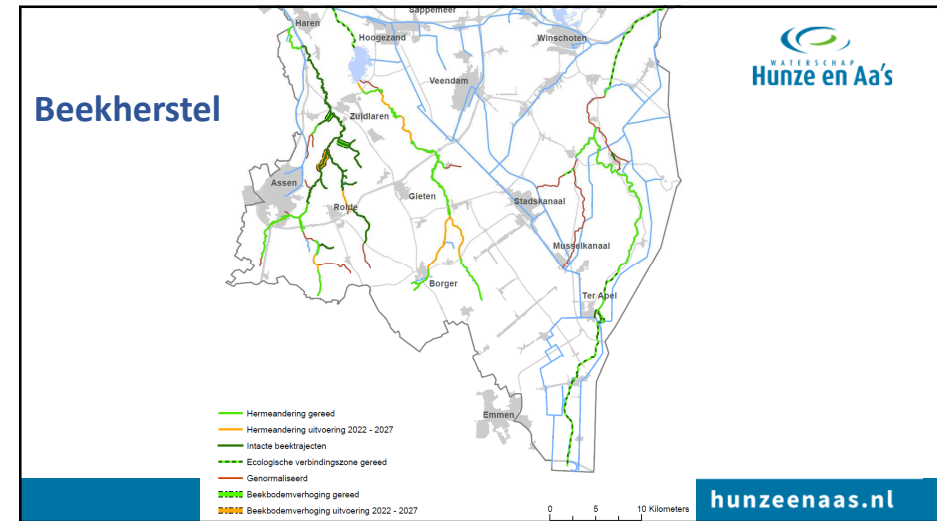 Beekherstel
WATERSCHAP
Hunze en Aa's
Haren
Sappemeer
Hoogezand
Winschoten
Veendam
Zuidlaren
Assen
Rolde
Gieten
Stadskanaal
Musselkanaal
Borger
Ter Apel
Emmen
Hermeandering gereed
Hermeandering uitvoering 2022 - 2027
Intacte beektrajecten
Ecologische verbindingszone gereed
Genormaliseerd
Beekbodemverhoging gereed
Beekbodemverhoging uitvoering 2022 - 2027
0 5 10 Kilometers
hunzeenaas.nl